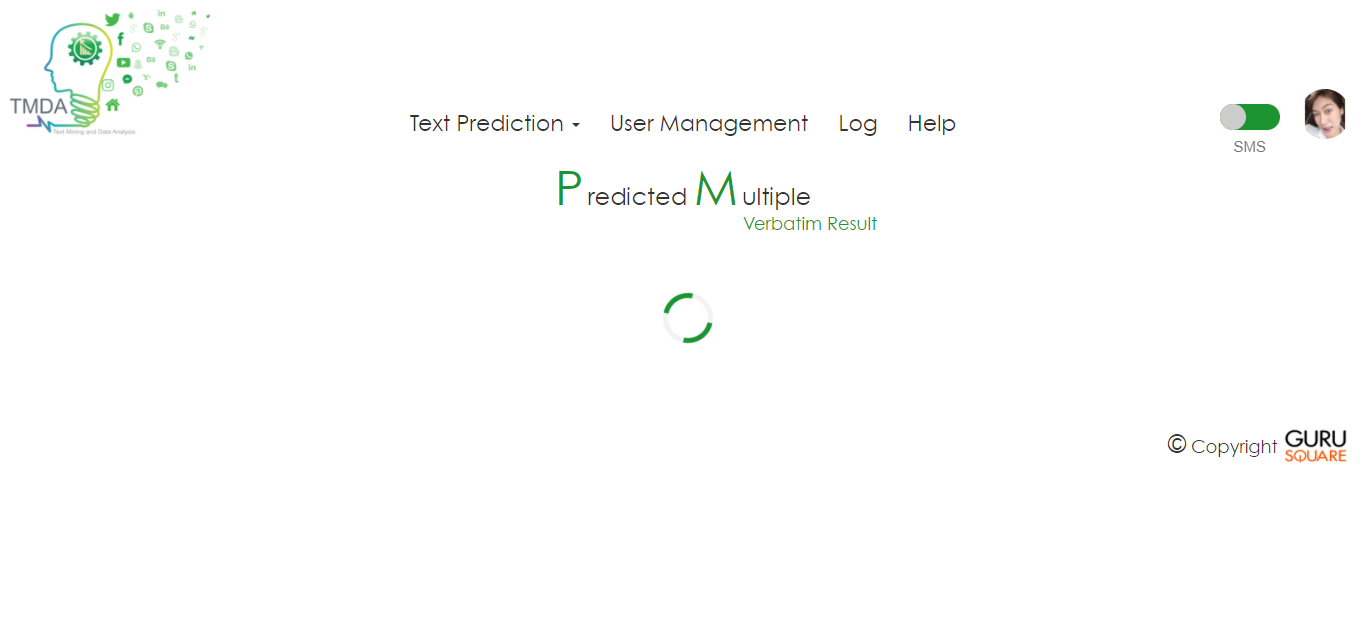 TMDA
Text Mining and Data Analysis
Text Prediction
User Management
Log
Help
SMS
Predicted Multiple
Verbatim Result
© Copyright GURU
SQUARE